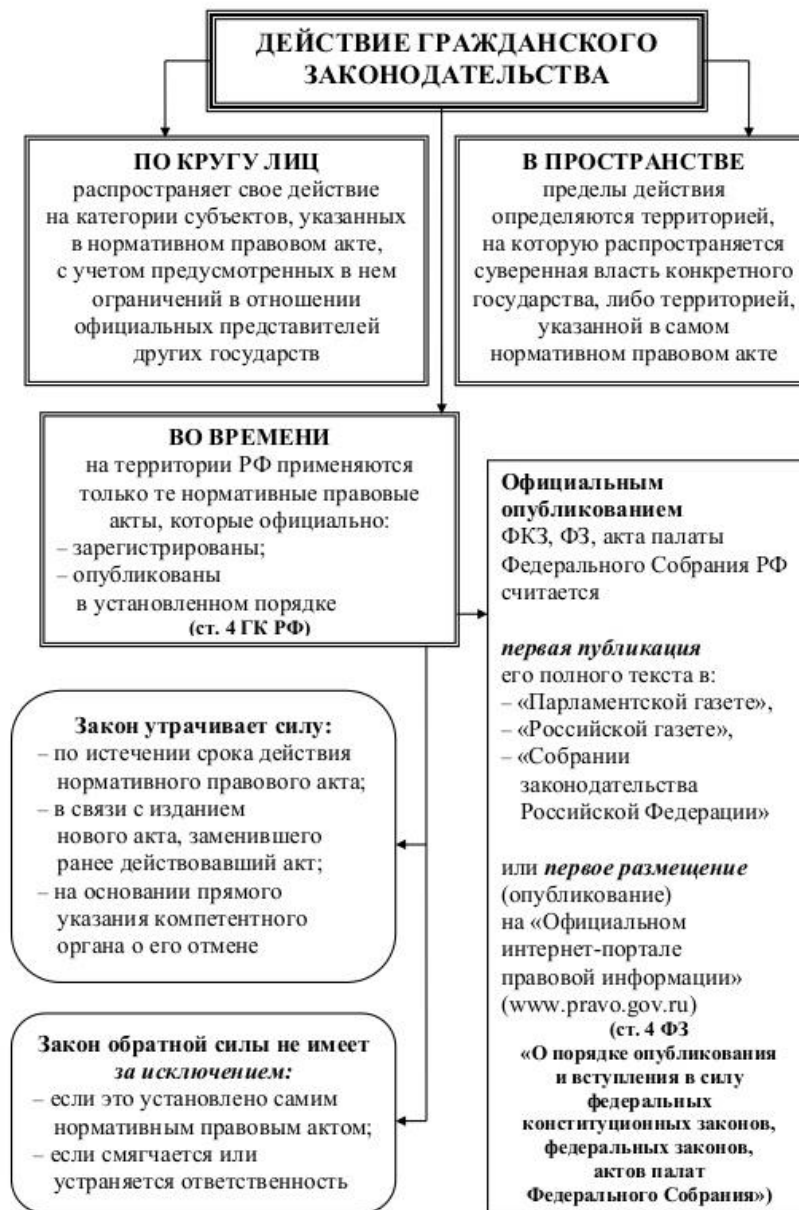 ДЕЙСТВИЕ ГРАЖДАНСКОГО
ЗАКОНОДАТЕЛЬСТВА
ПО КРУГУ ЛИЦ
распространяет свое действие
на категории субъектов, указанных
в нормативном правовом акте,
с учетом предусмотренных в нем
ограничений в отношении
официальных представителей
других государств
В ПРОСТРАНСТВЕ
пределы действия
определяются территорией,
на которую распространяется
суверенная власть конкретного
государства, либо территорией,
указанной в самом
нормативном правовом акте
ВО ВРЕМЕНИ
на территории РФ применяются
только те нормативные правовые
акты, которые официально:
– зарегистрированы;
– опубликованы
в установленном порядке
(ст. 4 ГК РФ)
Официальным
опубликованием
ФКЗ, ФЗ, акта палаты
Федерального Собрания РФ
считается
первая публикация
его полного текста в:
– «Парламентской газете»,
– «Российской газете»,
– «Собрании
законодательства
Российской Федерации»
или первое размещение
(опубликование)
на «Официальном
интернет-портале
правовой информации»
(www.pravo.gov.ru)
(ст. 4 ФЗ
«О порядке опубликования
и вступления в силу
федеральных
конституционных законов,
федеральных законов,
актов палат
Федерального Собрания»)
Закон утрачивает силу:
– по истечении срока действия
нормативного правового акта;
– в связи с изданием
нового акта, заменившего
ранее действовавший акт;
– на основании прямого
указания компетентного
органа о его отмене
Закон обратной силы не имеет
за исключением:
– если это установлено самим
нормативным правовым актом;
– если смягчается или
устраняется ответственность